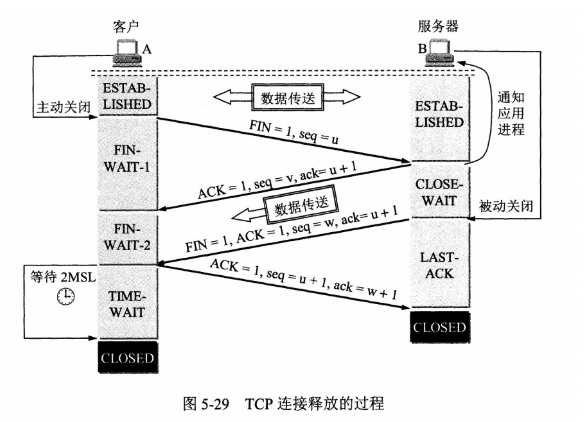 客户
服务器
A
B
ESTAB-
LISHED
数据传送
ESTAB-
LISHED
通知
应用
进程
主动关闭
FIN = 1, seq = u
FIN-
WAIT-1
ACK = 1, seq = v, ack= u + 1
CLOSE-
WAIT
数据传送
被动关闭
FIN-
WAIT-2
FIN = 1, ACK = 1, seq = w, ack= u + 1
LAST-
ACK
等待 2MSL
ACK = 1, seq = u + 1, ack = w + 1
TIME-
WAIT
CLOSED
CLOSED
图 5-29 TCP 连接释放的过程